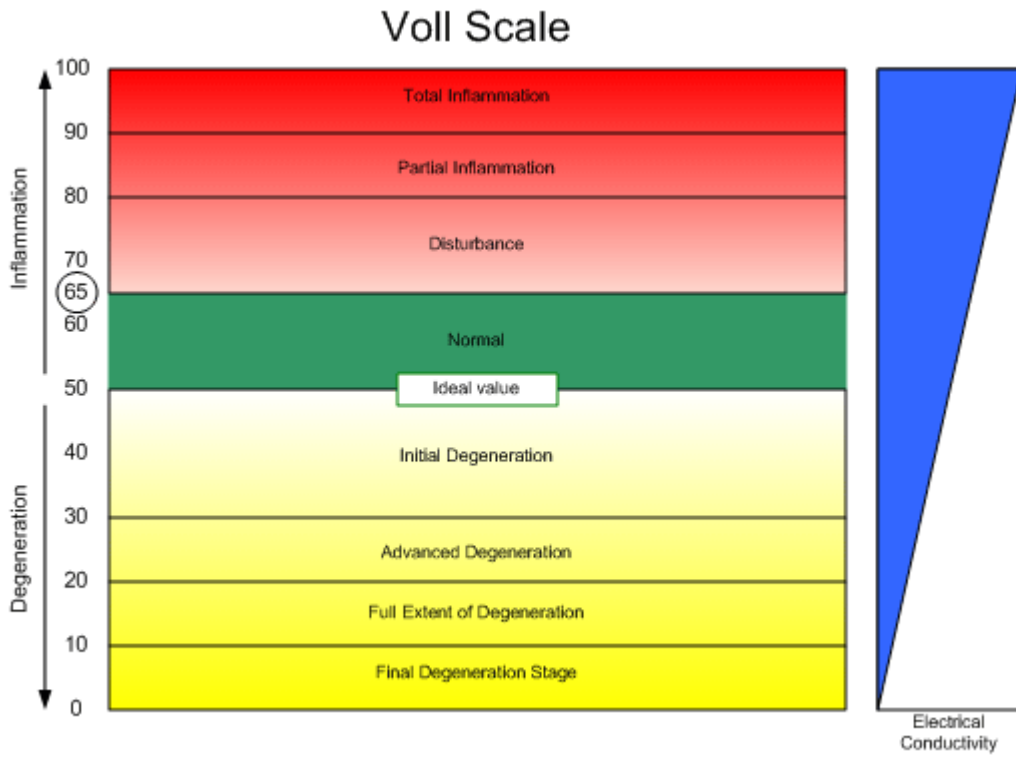 Voll Scale
100
Total Inflammation
90
Partial Inflammation
80
Disturbance
70
65
60
Normal
50
Ideal value
40
Initial Degeneration
30
Advanced Degeneration
20
Full Extent of Degeneration
10
Final Degeneration Stage
0
Inflammation
Degeneration
Electrical
Conductivity